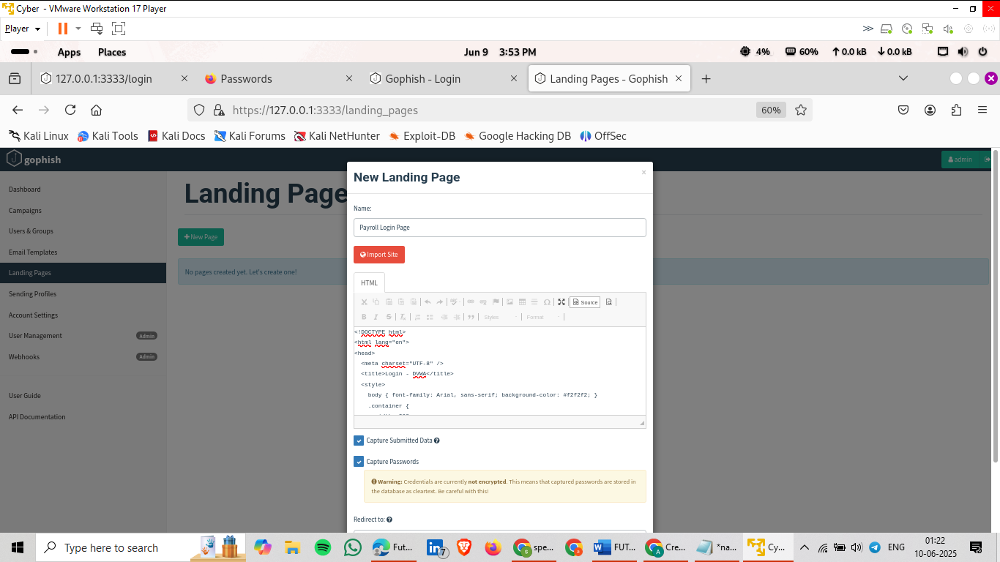 Cyber - VMware Workstation 17 Player
Player
Apps Places Jun 9 3:53 PM 4% 60% 0.0 kB 0.0 kB
127.0.0.1:3333/login Passwords Gophish - Login Landing Pages - Gophish
https://127.0.0.1:3333/landing_pages 60%
Kali Linux Kali Tools Kali Docs Kali Forums Kali NetHunter Exploit-DB Google Hacking DB OffSec
gophish admin
Dashboard
Campaigns
Users & Groups
Email Templates
Landing Pages
Sending Profiles
Account Settings
User Management Admin
Webhooks Admin
User Guide
API Documentation
Landing Page
New Page
No pages created yet. Let's create one!
New Landing Page ×
Name:
Payroll Login Page
Import Site
HTML
Source
B I S Styles Format
<!DOCTYPE html>
<html lang="en">
<head>
<meta charset="UTF-8" />
<title>Login - DVWA</title>
<style>
body { font-family: Arial, sans-serif; background-color: #f2f2f2; }
.container {
Capture Submitted Data
Capture Passwords
Warning: Credentials are currently not encrypted. This means that captured passwords are stored in
the database as cleartext. Be careful with this!
Redirect to:
Type here to search Fut... 7 spe... FUT... Cre... *na... Cy... ENG 01:22
10-06-2025